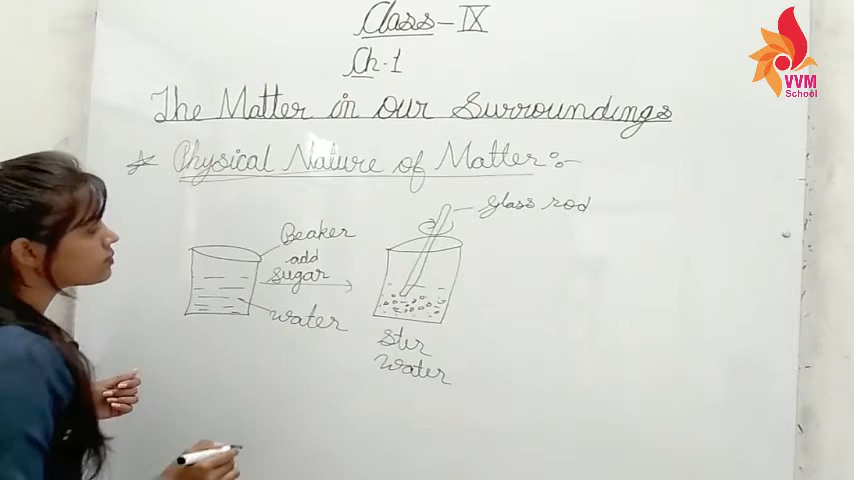 Class - IX
Ch-1
The Matter in our Surroundings
Physical Nature of Matter:-
Glass rod
Beaker
add
sugar
water
Stir
water
VVM
School